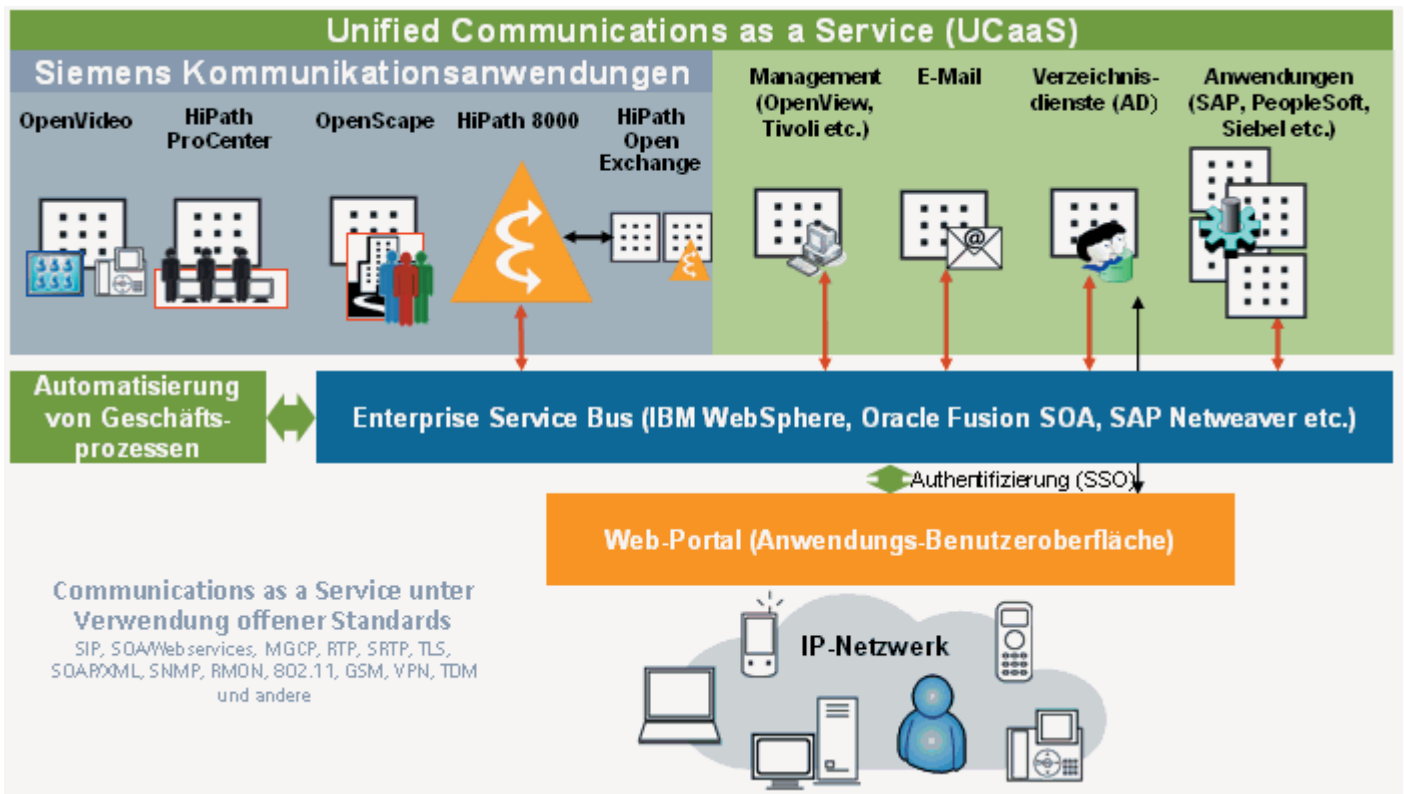 Unified Communications as a Service (UCaaS)
Siemens Kommunikationsanwendungen
OpenVideo
HiPath
ProCenter
OpenScape
HiPath 8000
HiPath
Open
Exchange
Management
(OpenView,
Tivoli etc.)
E-Mail
Verzeichnis-
dienste (AD)
Anwendungen
(SAP, PeopleSoft,
Siebel etc.)
@
Automatisierung
von Geschäfts-
prozessen
Enterprise Service Bus (IBM WebSphere, Oracle Fusion SOA, SAP Netweaver etc.)
Authentifizierung (SSO)
Web-Portal (Anwendungs-Benutzeroberfläche)
Communications as a Service unter
Verwendung offener Standards
SIP, SOA/Webservices, MGCP, RTP, SRTP, TLS,
SOAP/XML, SNMP, RMON, 802.11, GSM, VPN, TDM
und andere
IP-Netzwerk